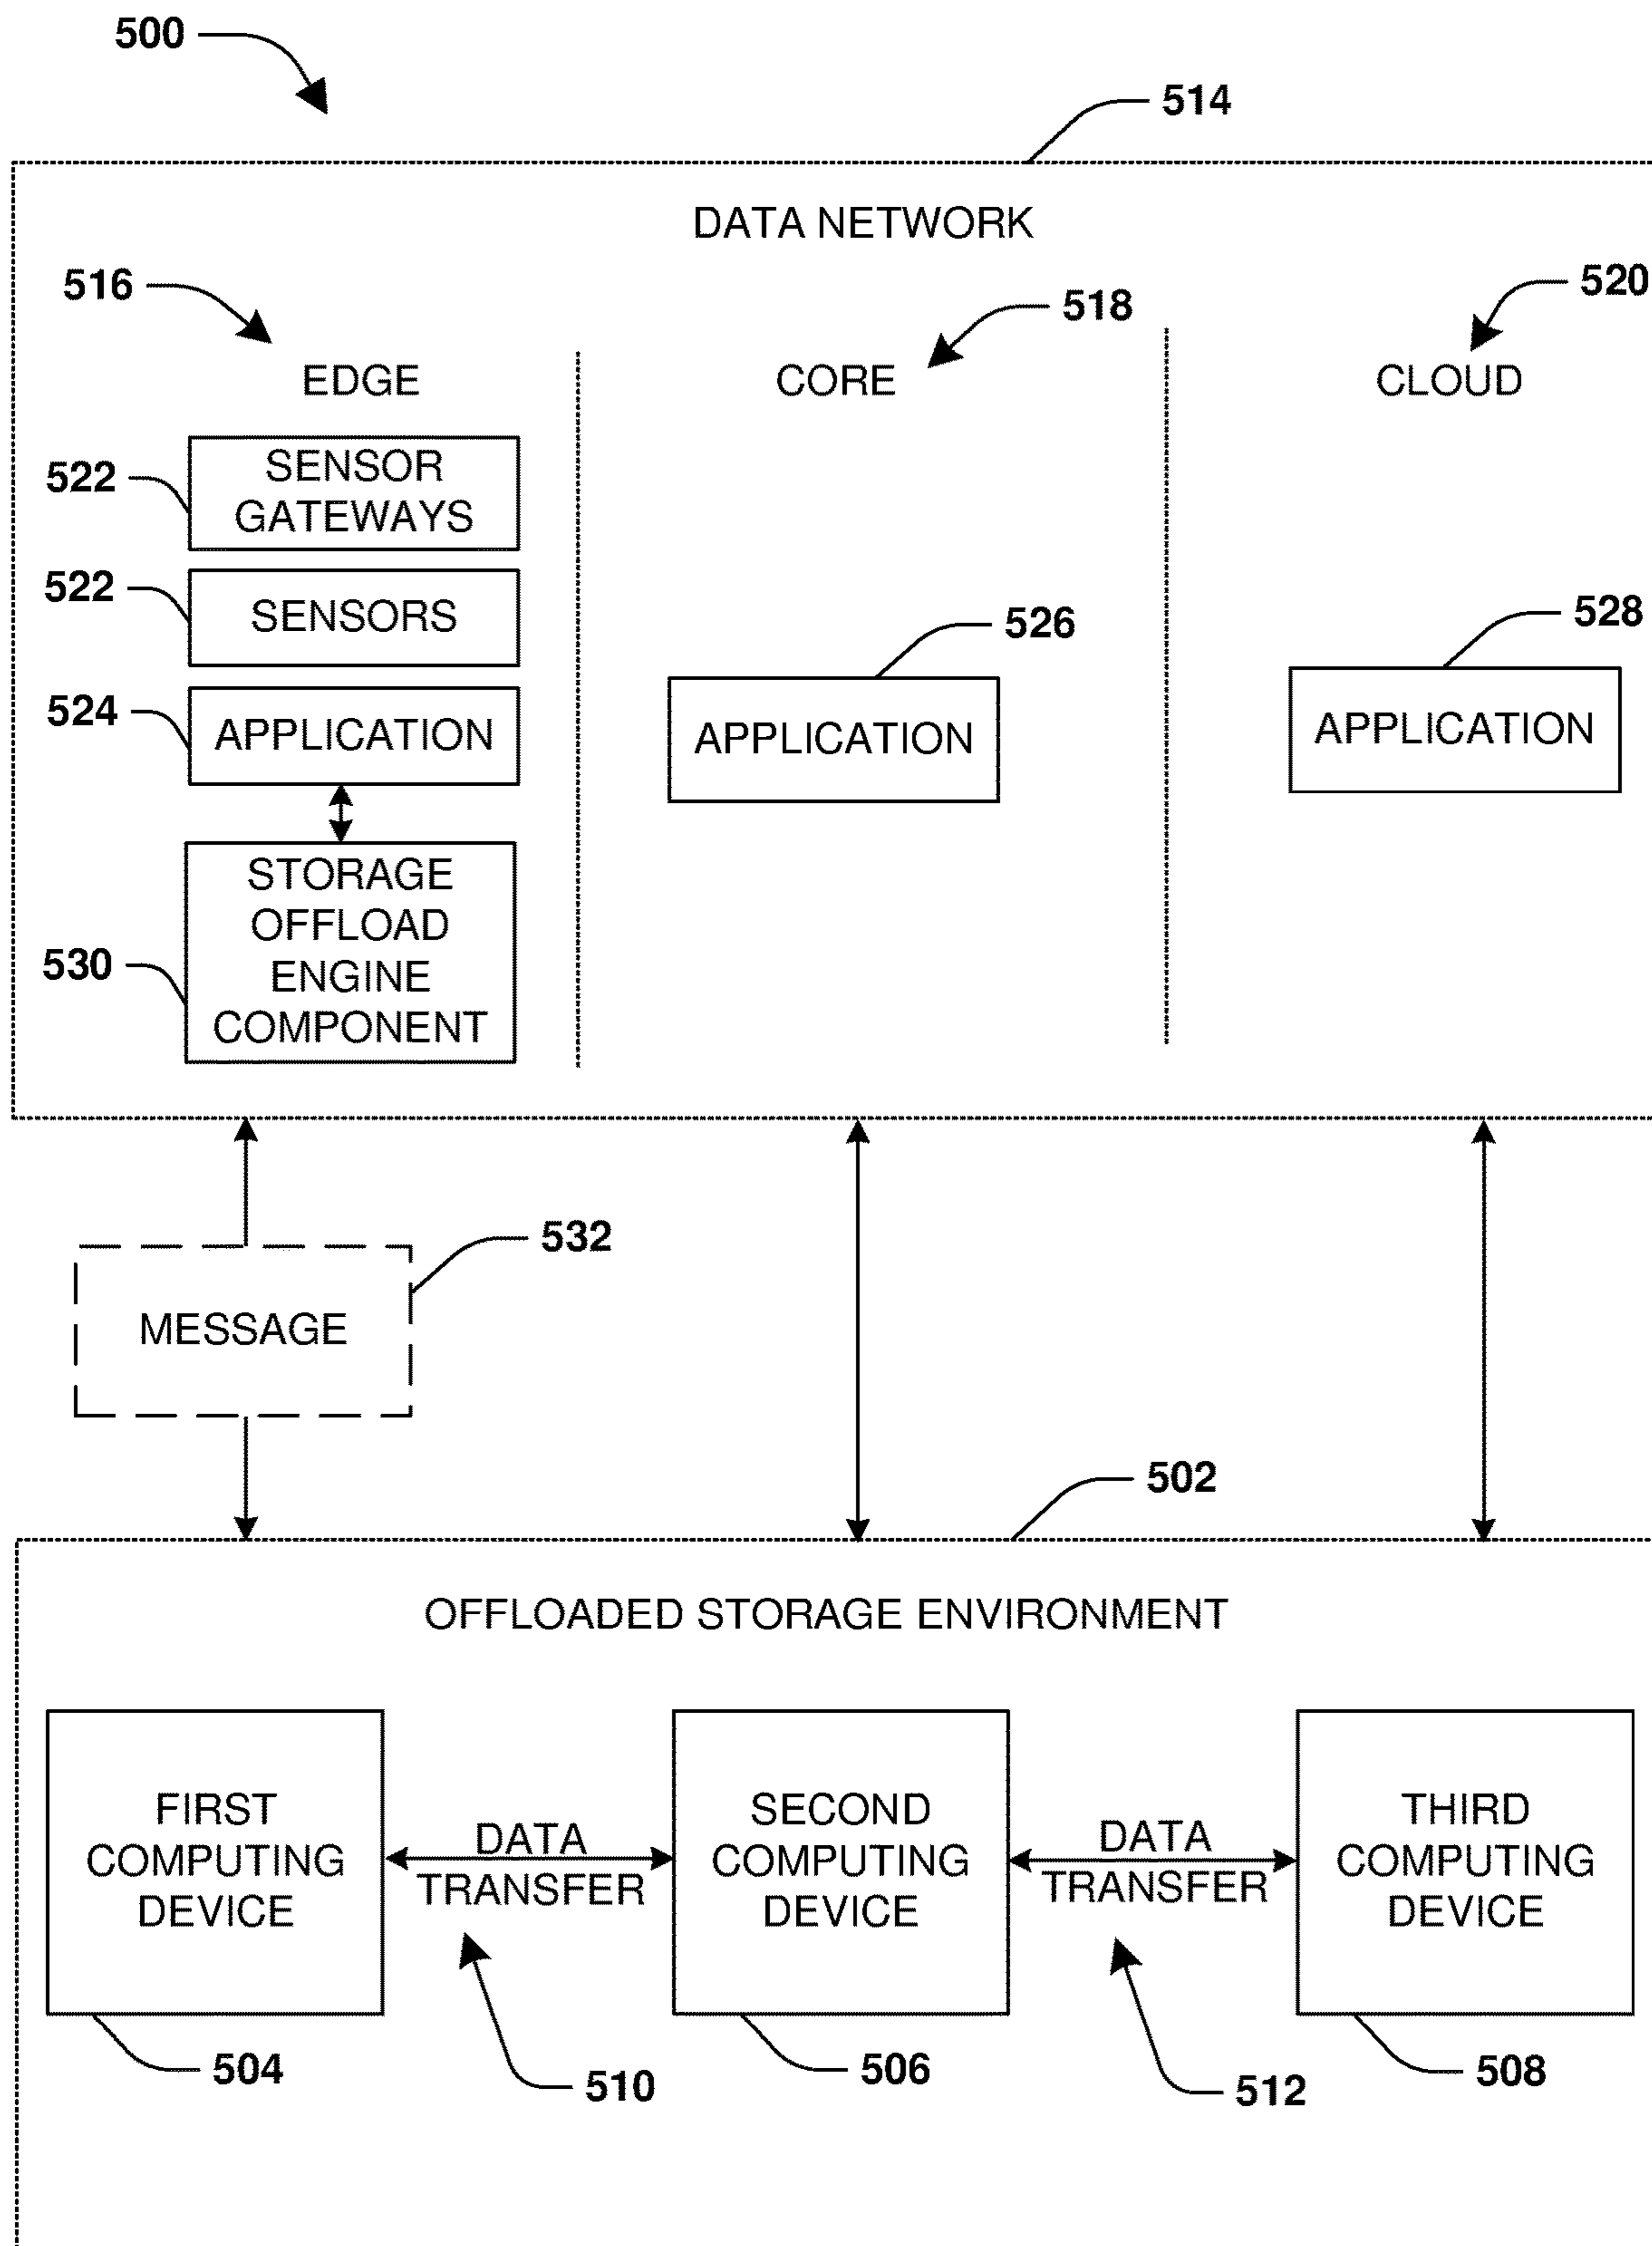 500
514
DATA NETWORK
516
518
520
EDGE
CORE
CLOUD
522
SENSOR
GATEWAYS
522
SENSORS
524
APPLICATION
526
APPLICATION
528
APPLICATION
530
STORAGE
OFFLOAD
ENGINE
COMPONENT
532
MESSAGE
502
OFFLOADED STORAGE ENVIRONMENT
FIRST
COMPUTING
DEVICE
DATA
TRANSFER
SECOND
COMPUTING
DEVICE
DATA
TRANSFER
THIRD
COMPUTING
DEVICE
504
510
506
512
508